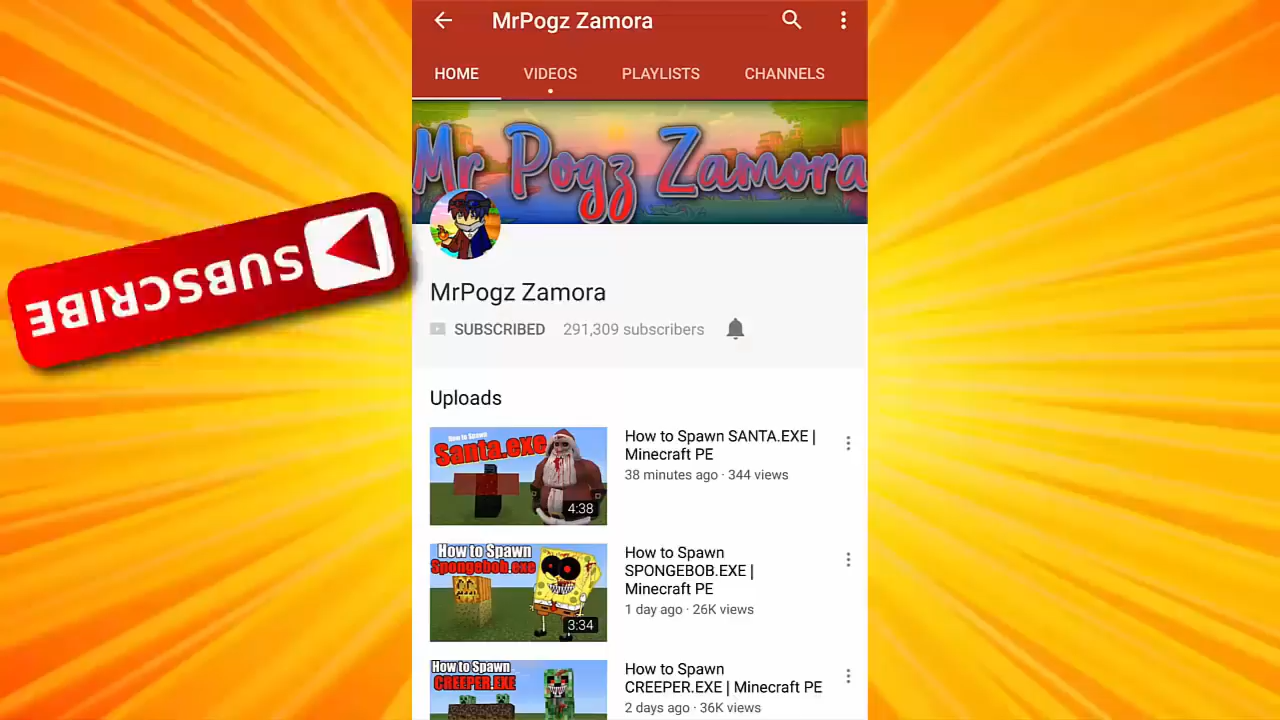 MrPogz Zamora
HOME VIDEOS PLAYLISTS CHANNELS
Mr Pogz Zamora
SUBSCRIBE
MrPogz Zamora
SUBSCRIBED 291,309 subscribers
Uploads
How to Spawn
Santa.exe
4:38
How to Spawn SANTA.EXE |
Minecraft PE
38 minutes ago · 344 views
How to Spawn
Spongebob.exe
3:34
How to Spawn
SPONGEBOB.EXE |
Minecraft PE
1 day ago · 26K views
How to Spawn
CREEPER.EXE
How to Spawn
CREEPER.EXE | Minecraft PE
2 days ago · 36K views